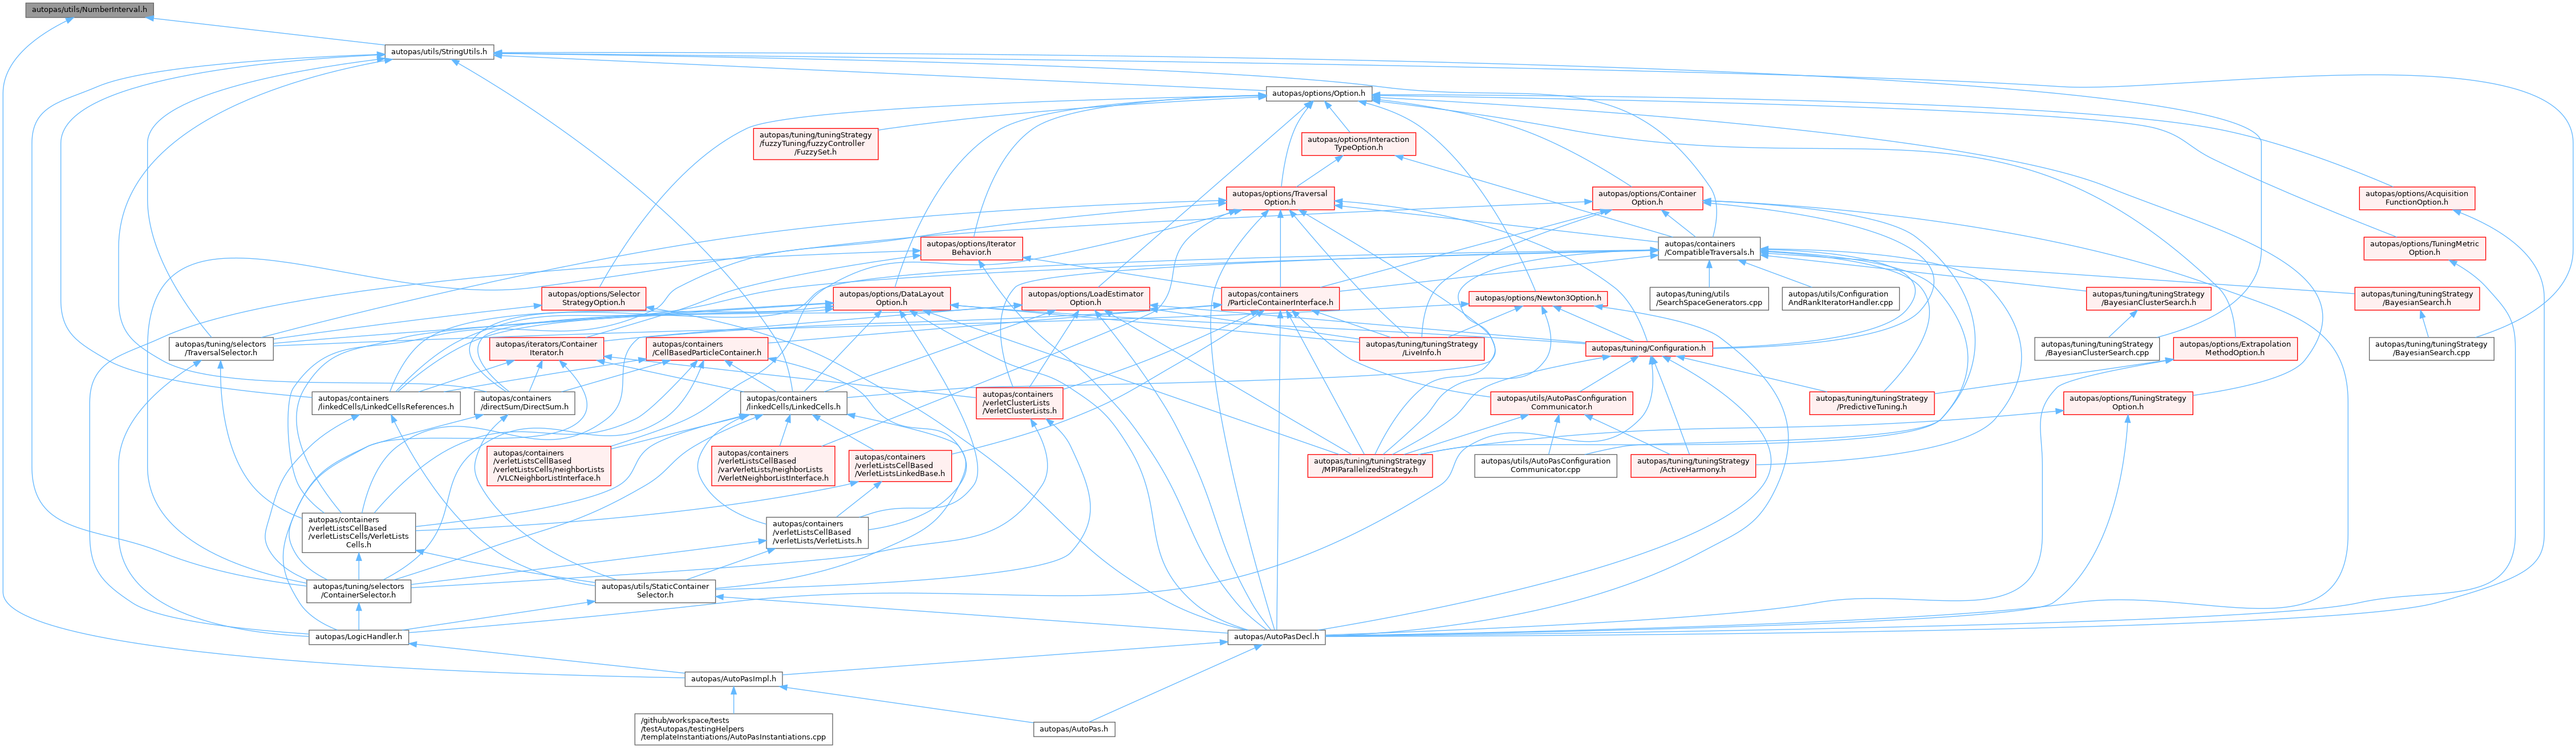 autopas/utils/NumberInterval.h
autopas/utils/StringUtils.h
autopas/options/Option.h
autopas/tuning/tuningStrategy
/fuzzyTuning/fuzzyController
/FuzzySet.h
autopas/options/Interaction
TypeOption.h
autopas/options/Traversal
Option.h
autopas/options/Container
Option.h
autopas/options/Acquisition
FunctionOption.h
autopas/options/Iterator
Behavior.h
autopas/containers
/CompatibleTraversals.h
autopas/options/TuningMetric
Option.h
autopas/options/Selector
StrategyOption.h
autopas/options/DataLayout
Option.h
autopas/options/LoadEstimator
Option.h
autopas/containers
/ParticleContainerInterface.h
autopas/options/Newton3Option.h
autopas/tuning/utils
/SearchSpaceGenerators.cpp
autopas/utils/Configuration
AndRankIteratorHandler.cpp
autopas/tuning/tuningStrategy
/BayesianClusterSearch.h
autopas/tuning/tuningStrategy
/BayesianSearch.h
autopas/tuning/selectors
/TraversalSelector.h
autopas/iterators/Container
Iterator.h
autopas/containers
/CellBasedParticleContainer.h
autopas/tuning/tuningStrategy
/LiveInfo.h
autopas/tuning/Configuration.h
autopas/tuning/tuningStrategy
/BayesianClusterSearch.cpp
autopas/options/Extrapolation
MethodOption.h
autopas/tuning/tuningStrategy
/BayesianSearch.cpp
autopas/containers
/linkedCells/LinkedCellsReferences.h
autopas/containers
/directSum/DirectSum.h
autopas/containers
/linkedCells/LinkedCells.h
autopas/containers
/verletClusterLists
/VerletClusterLists.h
autopas/utils/AutoPasConfiguration
Communicator.h
autopas/tuning/tuningStrategy
/PredictiveTuning.h
autopas/options/TuningStrategy
Option.h
autopas/containers
/verletListsCellBased
/verletListsCells/neighborLists
/VLCNeighborListInterface.h
autopas/containers
/verletListsCellBased
/varVerletLists/neighborLists
/VerletNeighborListInterface.h
autopas/containers
/verletListsCellBased
/VerletListsLinkedBase.h
autopas/tuning/tuningStrategy
/MPIParallelizedStrategy.h
autopas/utils/AutoPasConfiguration
Communicator.cpp
autopas/tuning/tuningStrategy
/ActiveHarmony.h
autopas/containers
/verletListsCellBased
/verletListsCells/VerletLists
Cells.h
autopas/containers
/verletListsCellBased
/verletLists/VerletLists.h
autopas/tuning/selectors
/ContainerSelector.h
autopas/utils/StaticContainer
Selector.h
autopas/LogicHandler.h
autopas/AutoPasDecl.h
autopas/AutoPasImpl.h
/github/workspace/tests
/testAutopas/testingHelpers
/templateInstantiations/AutoPasInstantiations.cpp
autopas/AutoPas.h